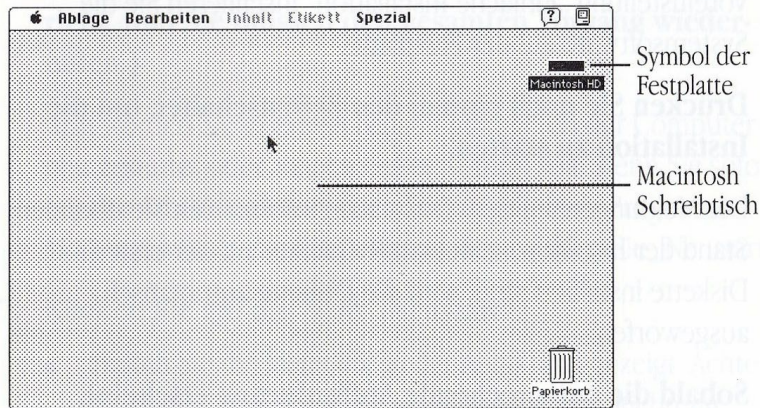 Ablage Bearbeiten Inhalt Etikett Spezial
Macintosh HD
Symbol der
Festplatte
Macintosh
Schreibtisch
Papierkorb